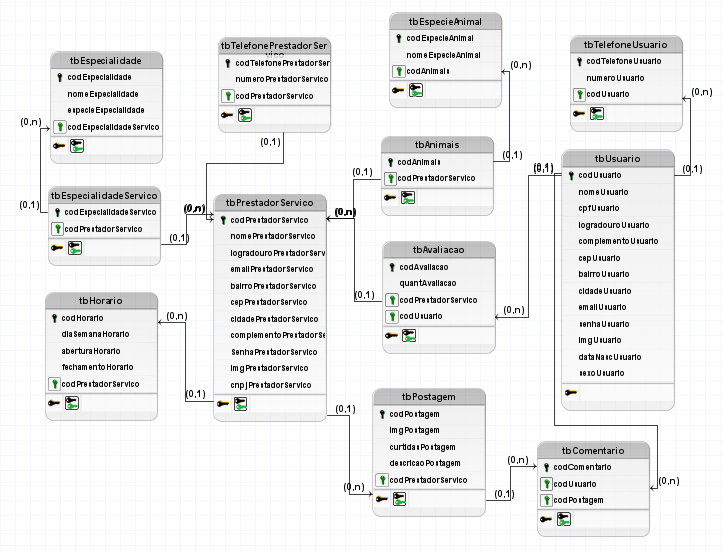 tbEspecialidade
codEspecialidade
nomeEspecialidade
especieEspecialidade
codEspecialidadeServico
(0,n)
(0,1)
tbEspecialidadeServico
codEspecialidadeServico
codPrestadorServico
(0,1)
(0,n)
tbTelefonePrestadorSer
vico
codTelefonePrestadorSer
numeroPrestadorServico
codPrestadorServico
(0,1)
tbEspecieAnimal
codEspecieAnimal
nomeEspecieAnimal
codAnimais
(0,n)
(0,1)
tbTelefoneUsuario
codTelefoneUsuario
numeroUsuario
codUsuario
(0,n)
(0,1)
tbAnimais
codAnimais
codPrestadorServico
(0,1)
(0,n)
tbUsuario
codUsuario
nomeUsuario
cpfUsuario
logradouroUsuario
complementoUsuario
cepUsuario
bairroUsuario
cidadeUsuario
emailUsuario
senhaUsuario
imgUsuario
dataNascUsuario
sexoUsuario
(0,1)
tbPrestadorServico
codPrestadorServico
nomePrestadorServico
logradouroPrestadorServ
emailPrestadorServico
bairroPrestadorServico
cepPrestadorServico
cidadePrestadorServico
complementoPrestadorSe
SenhaPrestadorServico
imgPrestadorServico
cnpjPrestadorServico
tbAvaliacao
codAvaliacao
quantAvaliacao
codPrestadorServico
codUsuario
(0,1)
(0,n)
tbHorario
codHorario
diaSemanaHorario
aberturaHorario
fechamentoHorario
codPrestadorServico
(0,n)
(0,1)
(0,1)
(0,n)
tbPostagem
codPostagem
imgPostagem
curtidasPostagem
descricaoPostagem
codPrestadorServico
(0,1)
(0,n)
tbComentario
codComentario
codUsuario
codPostagem
(0,n)